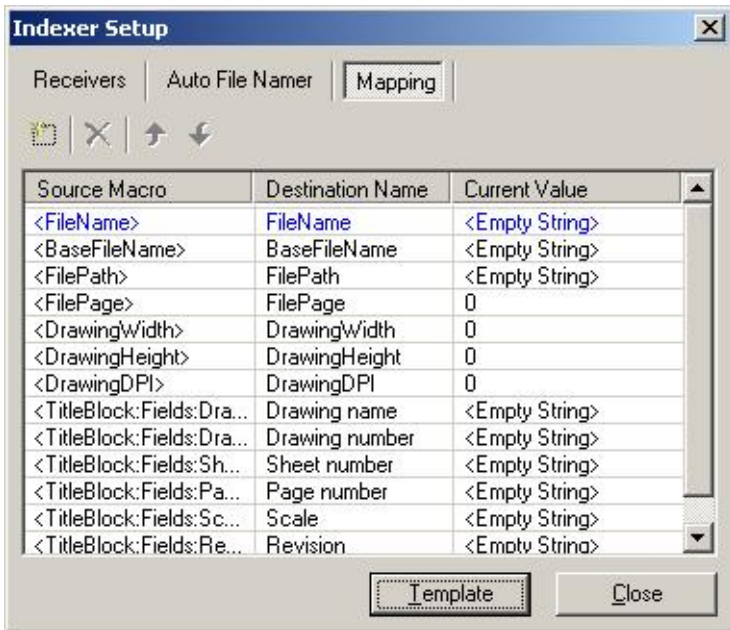 Indexer Setup
Receivers Auto File Namer Mapping
Source Macro Destination Name Current Value
<FileName> FileName <Empty String>
<BaseFileName> BaseFileName <Empty String>
<FilePath> FilePath <Empty String>
<FilePage> FilePage 0
<DrawingWidth> DrawingWidth 0
<DrawingHeight> DrawingHeight 0
<DrawingDPI> DrawingDPI 0
<TitleBlock:Fields:Dra... Drawing name <Empty String>
<TitleBlock:Fields:Dra... Drawing number <Empty String>
<TitleBlock:Fields:Sh... Sheet number <Empty String>
<TitleBlock:Fields:Pa... Page number <Empty String>
<TitleBlock:Fields:Sc... Scale <Empty String>
<TitleBlock:Fields:Re... Revision <Empty String>
Template Close